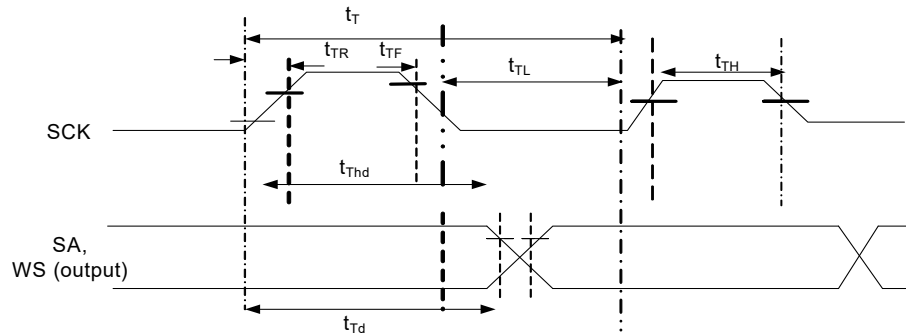 tT
tTR
tTF
tTL
tTH
SCK
tThd
SA,
WS (output)
tTd